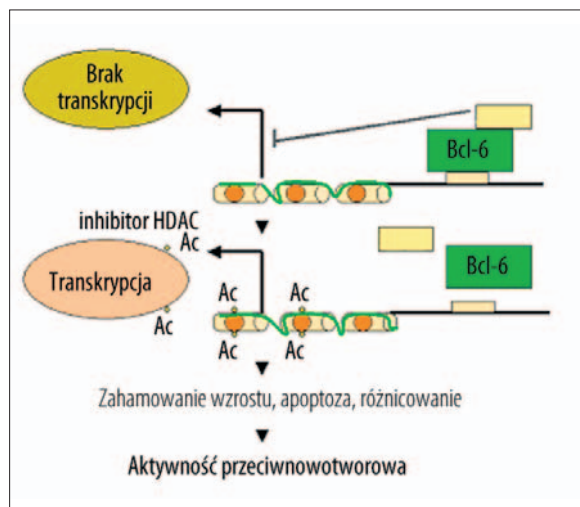 Brak
transkrypcji
Bcl-6
inhibitor HDAC
Ac
Bcl-6
Transkrypcja
Ac
Ac
Ac
Ac
Ac
Zahamowanie wzrostu, apoptoza, różnicowanie
Aktywność przeciwnowotworowa